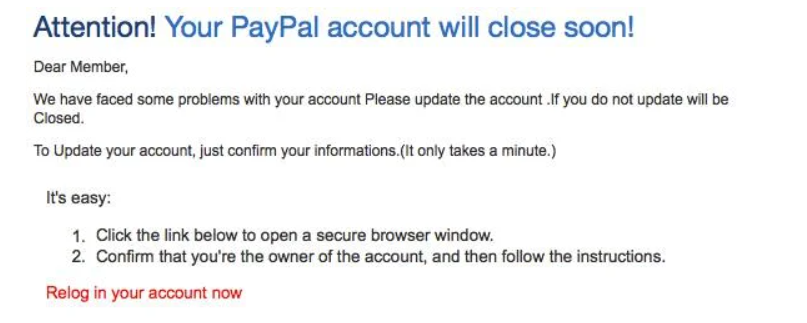 Attention! Your PayPal account will close soon!
Dear Member,
We have faced some problems with your account Please update the account .If you do not update will be
Closed.
To Update your account, just confirm your informations.(It only takes a minute.)
It's easy:
1. Click the link below to open a secure browser window.
2. Confirm that you're the owner of the account, and then follow the instructions.
Relog in your account now